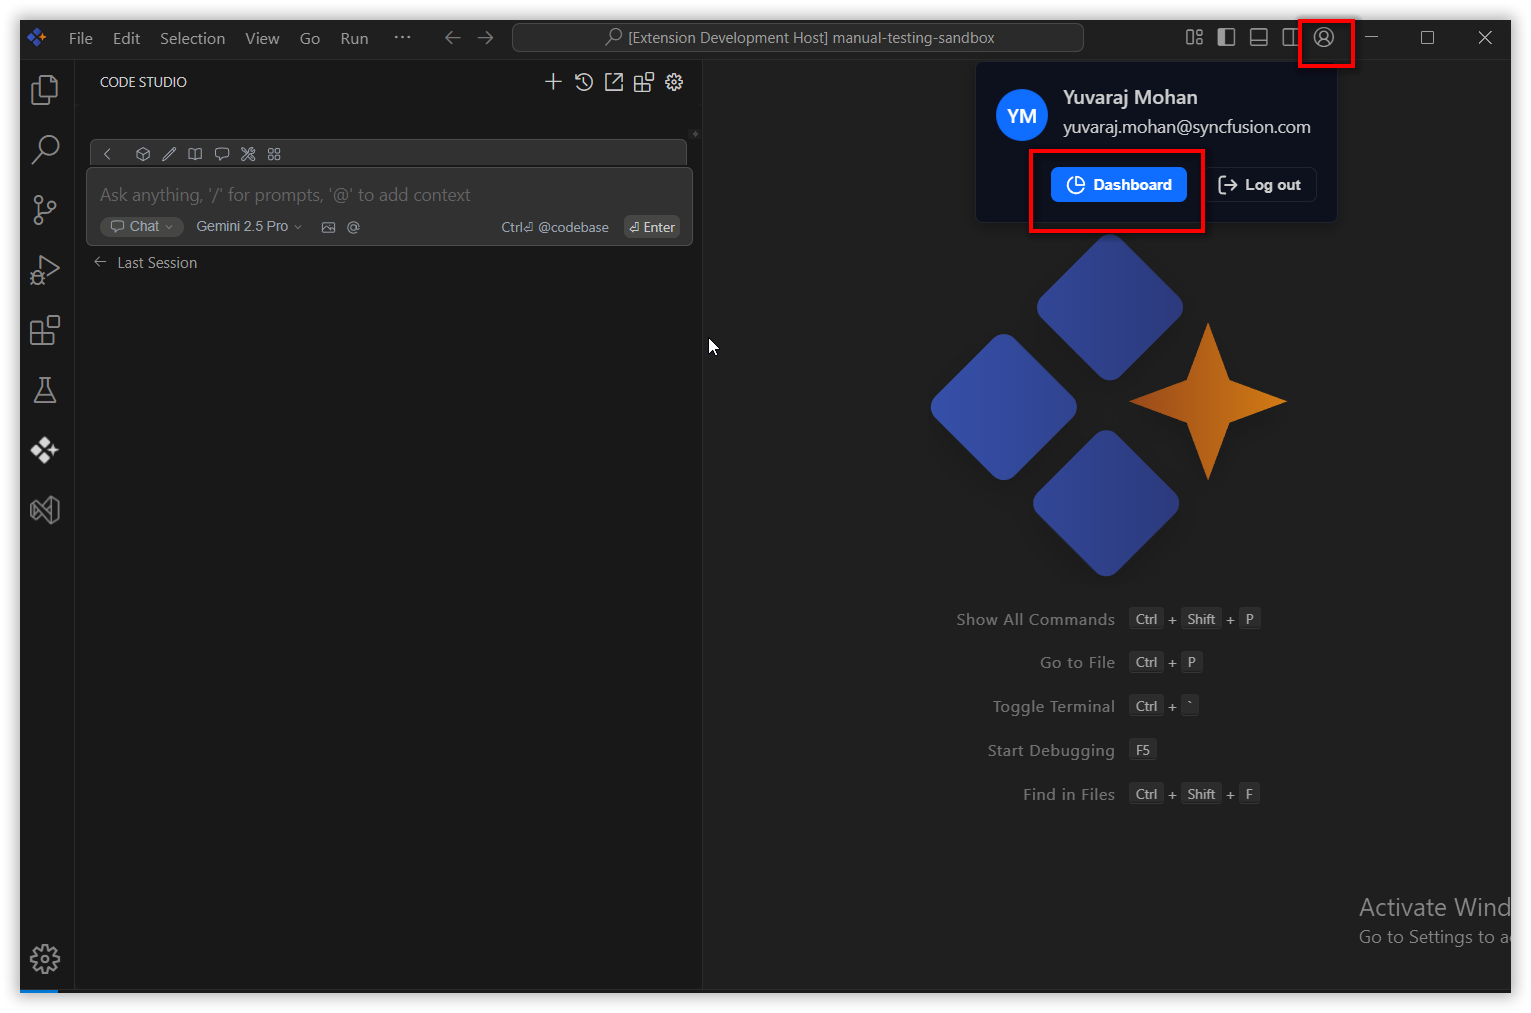 File Edit Selection View Go Run ···
[Extension Development Host] manual-testing-sandbox
CODE STUDIO
Yuvaraj Mohan
YM
yuvaraj.mohan@syncfusion.com
Dashboard
Log out
Ask anything, '/' for prompts, '@' to add context
Chat
Gemini 2.5 Pro
Ctrl⏎ @codebase
⏎ Enter
Last Session
Show All Commands Ctrl + Shift + P
Go to File Ctrl + P
Toggle Terminal Ctrl + `
Start Debugging F5
Find in Files Ctrl + Shift + F
Activate Wind
Go to Settings to a